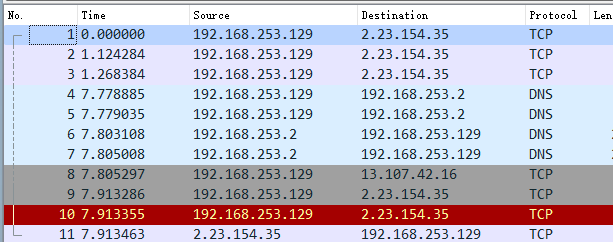 No. Time Source Destination Protocol Len
1 0.000000 192.168.253.129 2.23.154.35 TCP
2 1.124284 192.168.253.129 2.23.154.35 TCP
3 1.268384 192.168.253.129 2.23.154.35 TCP
4 7.778885 192.168.253.129 192.168.253.2 DNS
5 7.779035 192.168.253.129 192.168.253.2 DNS
6 7.803108 192.168.253.2 192.168.253.129 DNS
7 7.805008 192.168.253.2 192.168.253.129 DNS
8 7.805297 192.168.253.129 13.107.42.16 TCP
9 7.913286 192.168.253.129 2.23.154.35 TCP
10 7.913355 192.168.253.129 2.23.154.35 TCP
11 7.913463 2.23.154.35 192.168.253.129 TCP